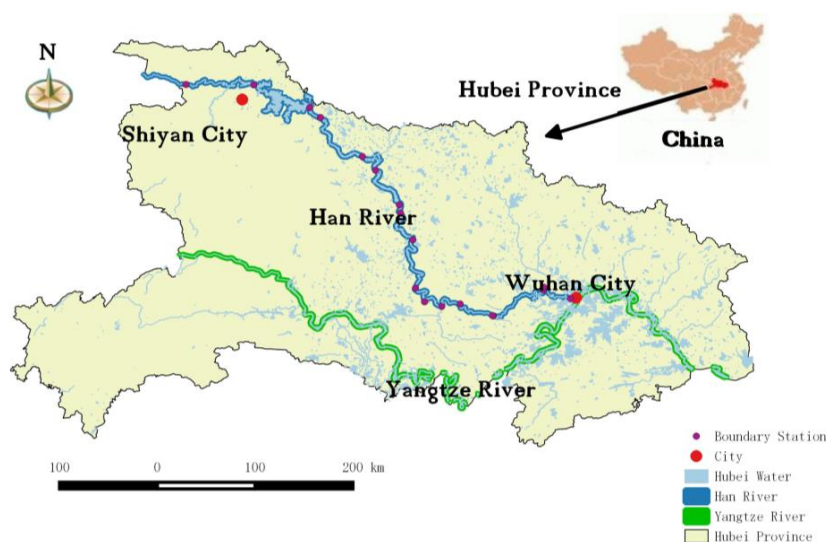 N
Hubei Province
China
Shiyan City
Han River
Wuhan City
Yangtze River
100 0 100 200 km
Boundary Station
City
Hubei Water
Han River
Yangtze River
Hubei Province